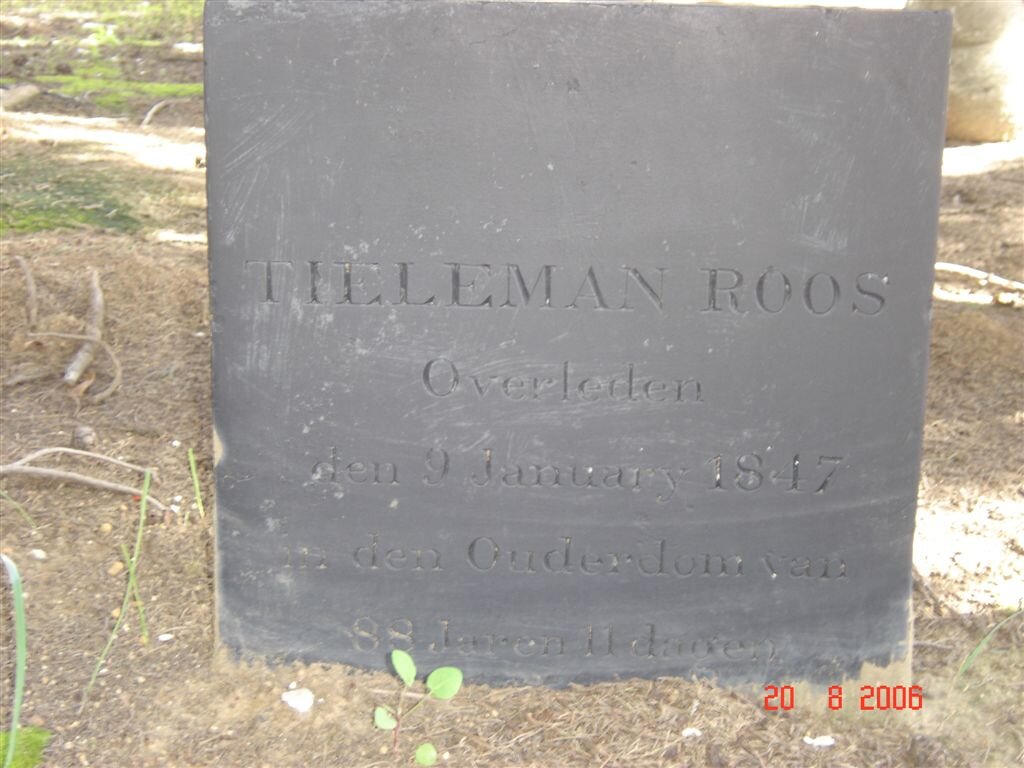 TIELEMAN ROOS
Overleden
den 9 January 1847
in den Ouderdom van
88 Jaren 11 dagen
20 8 2006